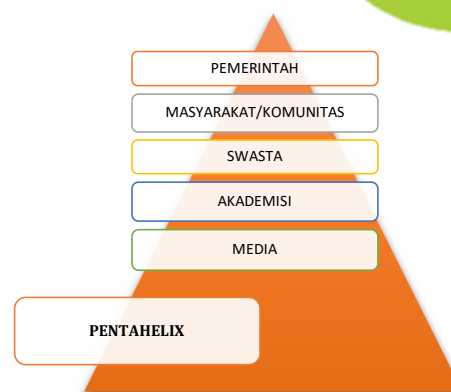 PEMERINTAH
MASYARAKAT/KOMUNITAS
SWASTA
AKADEMISI
MEDIA
PENTAHELIX